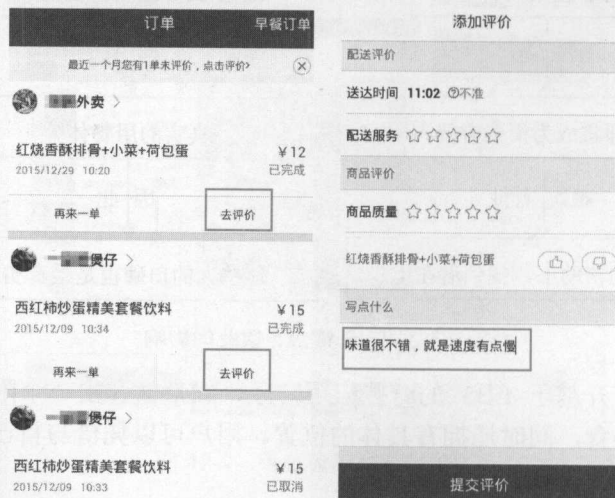 订单
早餐订单
最近一个月您有1单未评价，点击评价>
外卖 >
红烧香酥排骨+小菜+荷包蛋
¥12
2015/12/29 10:20
已完成
再来一单
去评价
煲仔 >
西红柿炒蛋精美套餐饮料
¥15
2015/12/09 10:34
已完成
再来一单
去评价
煲仔 >
西红柿炒蛋精美套餐饮料
¥15
2015/12/09 10:33
已取消
添加评价
配送评价
送达时间 11:02 ?不准
配送服务 ☆☆☆☆☆
商品评价
商品质量 ☆☆☆☆☆
红烧香酥排骨+小菜+荷包蛋
写点什么
味道很不错，就是速度有点慢
提交评价